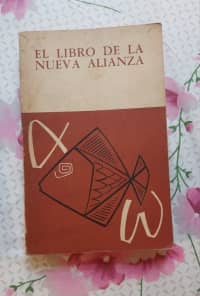 EL LIBRO DE LA
NUEVA ALIANZA
α
ω